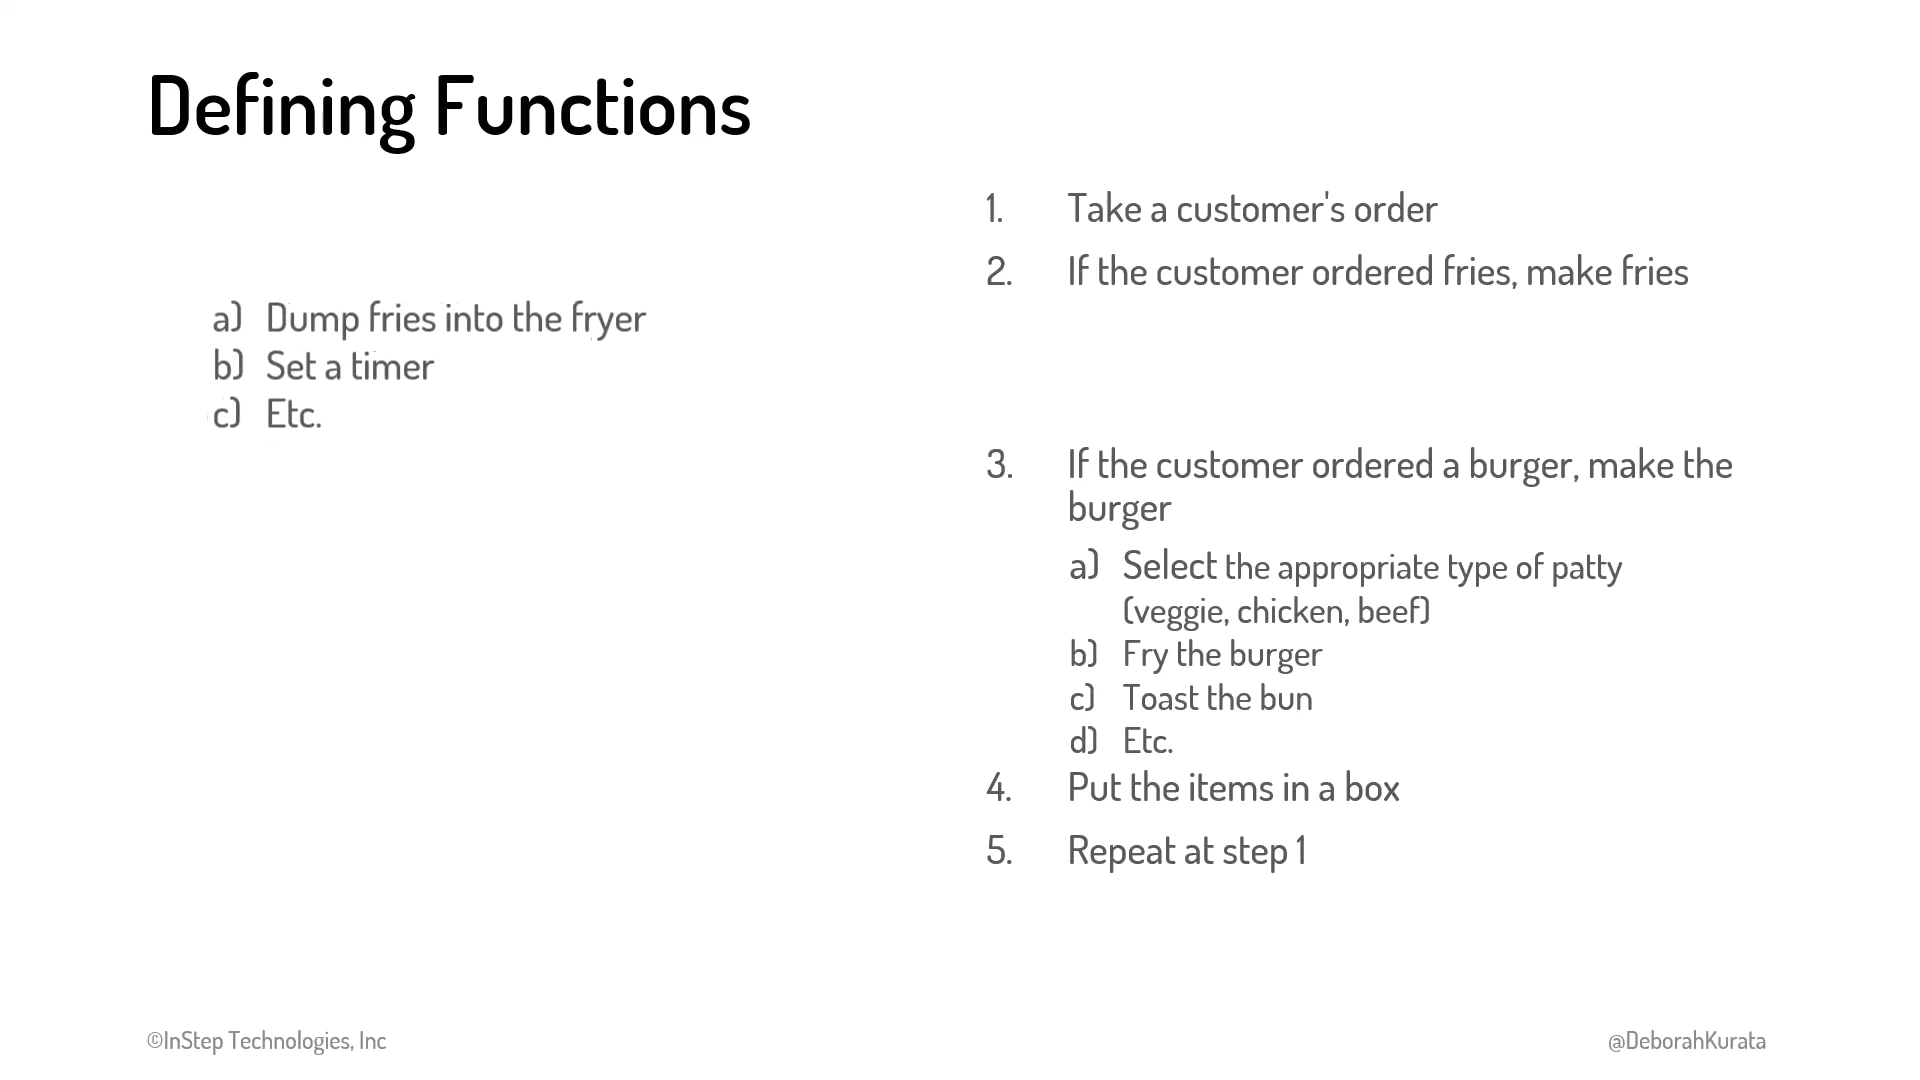 Defining Functions
a) Dump fries into the fryer
b) Set a timer
c) Etc.
1. Take a customer's order
2. If the customer ordered fries, make fries
3. If the customer ordered a burger, make the
burger
a) Select the appropriate type of patty
(veggie, chicken, beef)
b) Fry the burger
c) Toast the bun
d) Etc.
4. Put the items in a box
5. Repeat at step 1
©InStep Technologies, Inc
@DeborahKurata